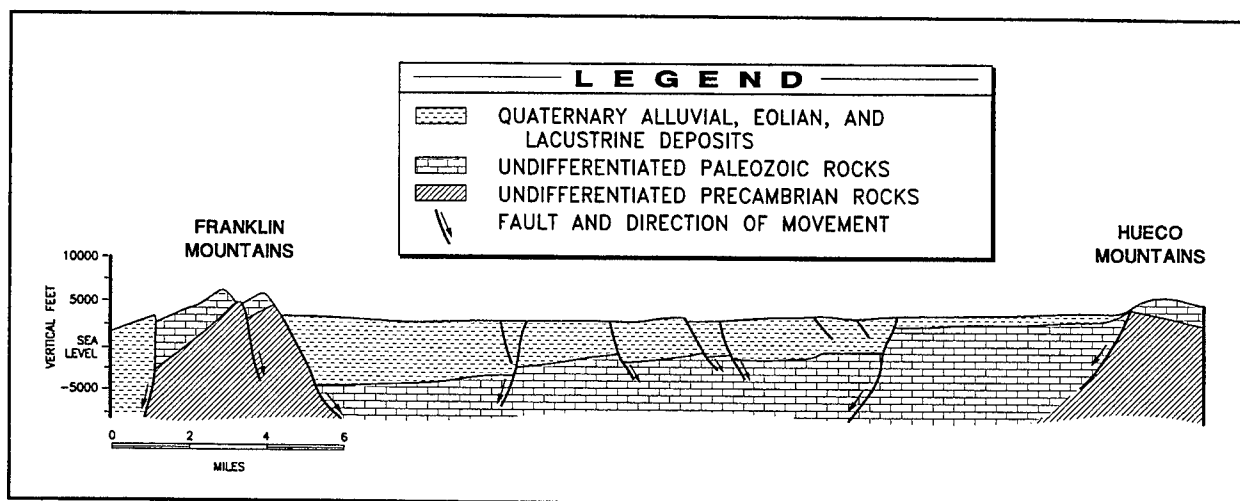 LEGEND
QUATERNARY ALLUVIAL, EOLIAN, AND
LACUSTRINE DEPOSITS
UNDIFFERENTIATED PALEOZOIC ROCKS
UNDIFFERENTIATED PRECAMBRIAN ROCKS
FAULT AND DIRECTION OF MOVEMENT
FRANKLIN
MOUNTAINS
HUECO
MOUNTAINS
VERTICAL FEET
10000
5000
SEA
LEVEL
-5000
0 2 4 6
MILES